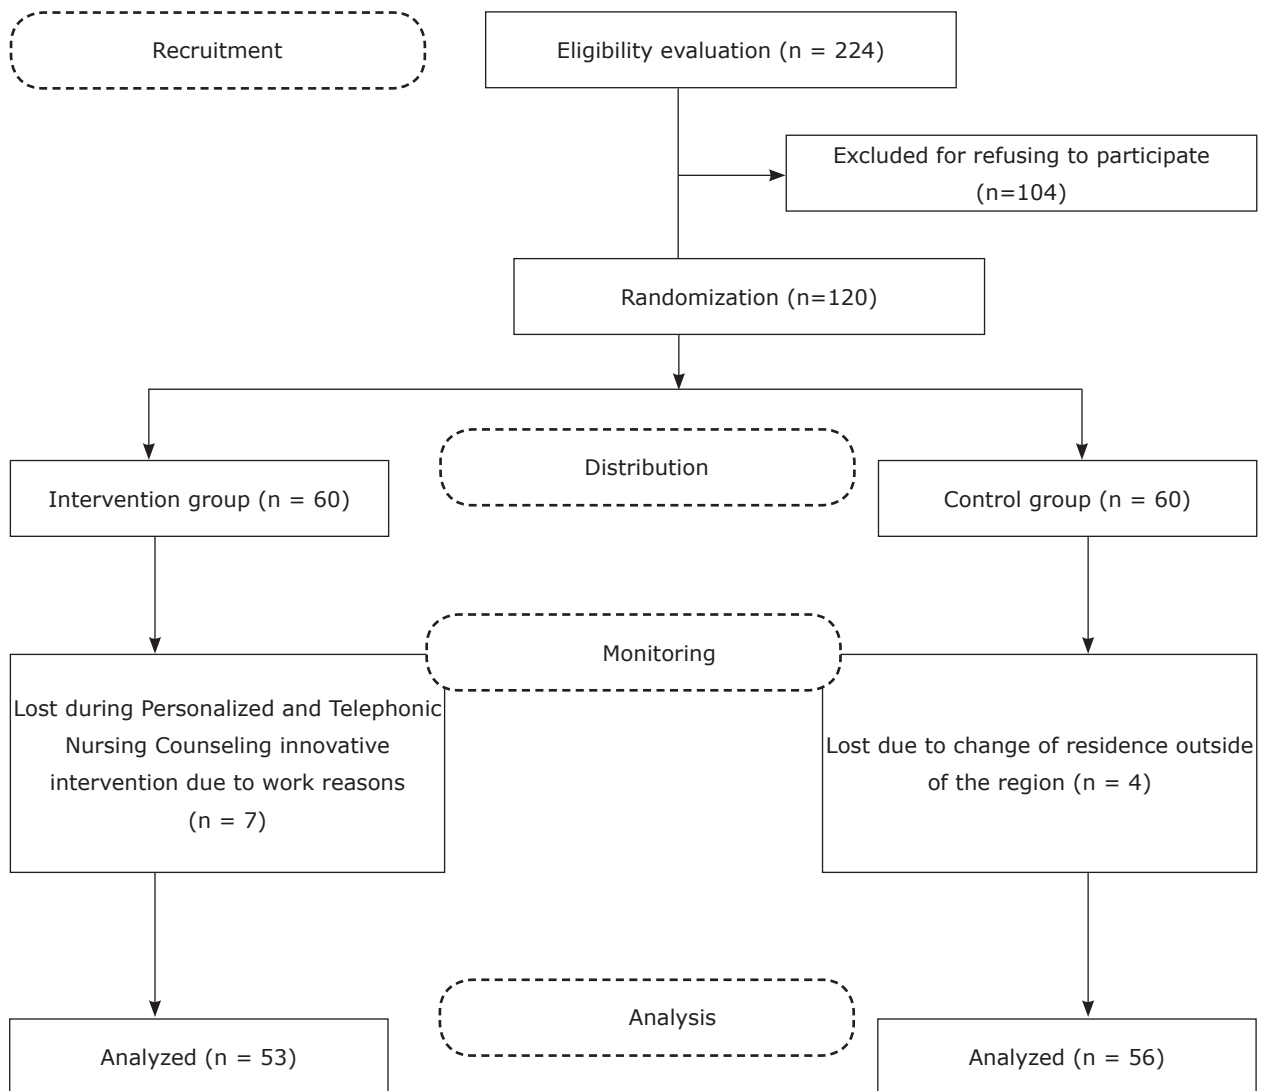 Recruitment
Eligibility evaluation (n = 224)
Excluded for refusing to participate
(n=104)
Randomization (n=120)
Distribution
Intervention group (n = 60)
Control group (n = 60)
Monitoring
Lost during Personalized and Telephonic
Nursing Counseling innovative
intervention due to work reasons
(n = 7)
Lost due to change of residence outside
of the region (n = 4)
Analysis
Analyzed (n = 53)
Analyzed (n = 56)